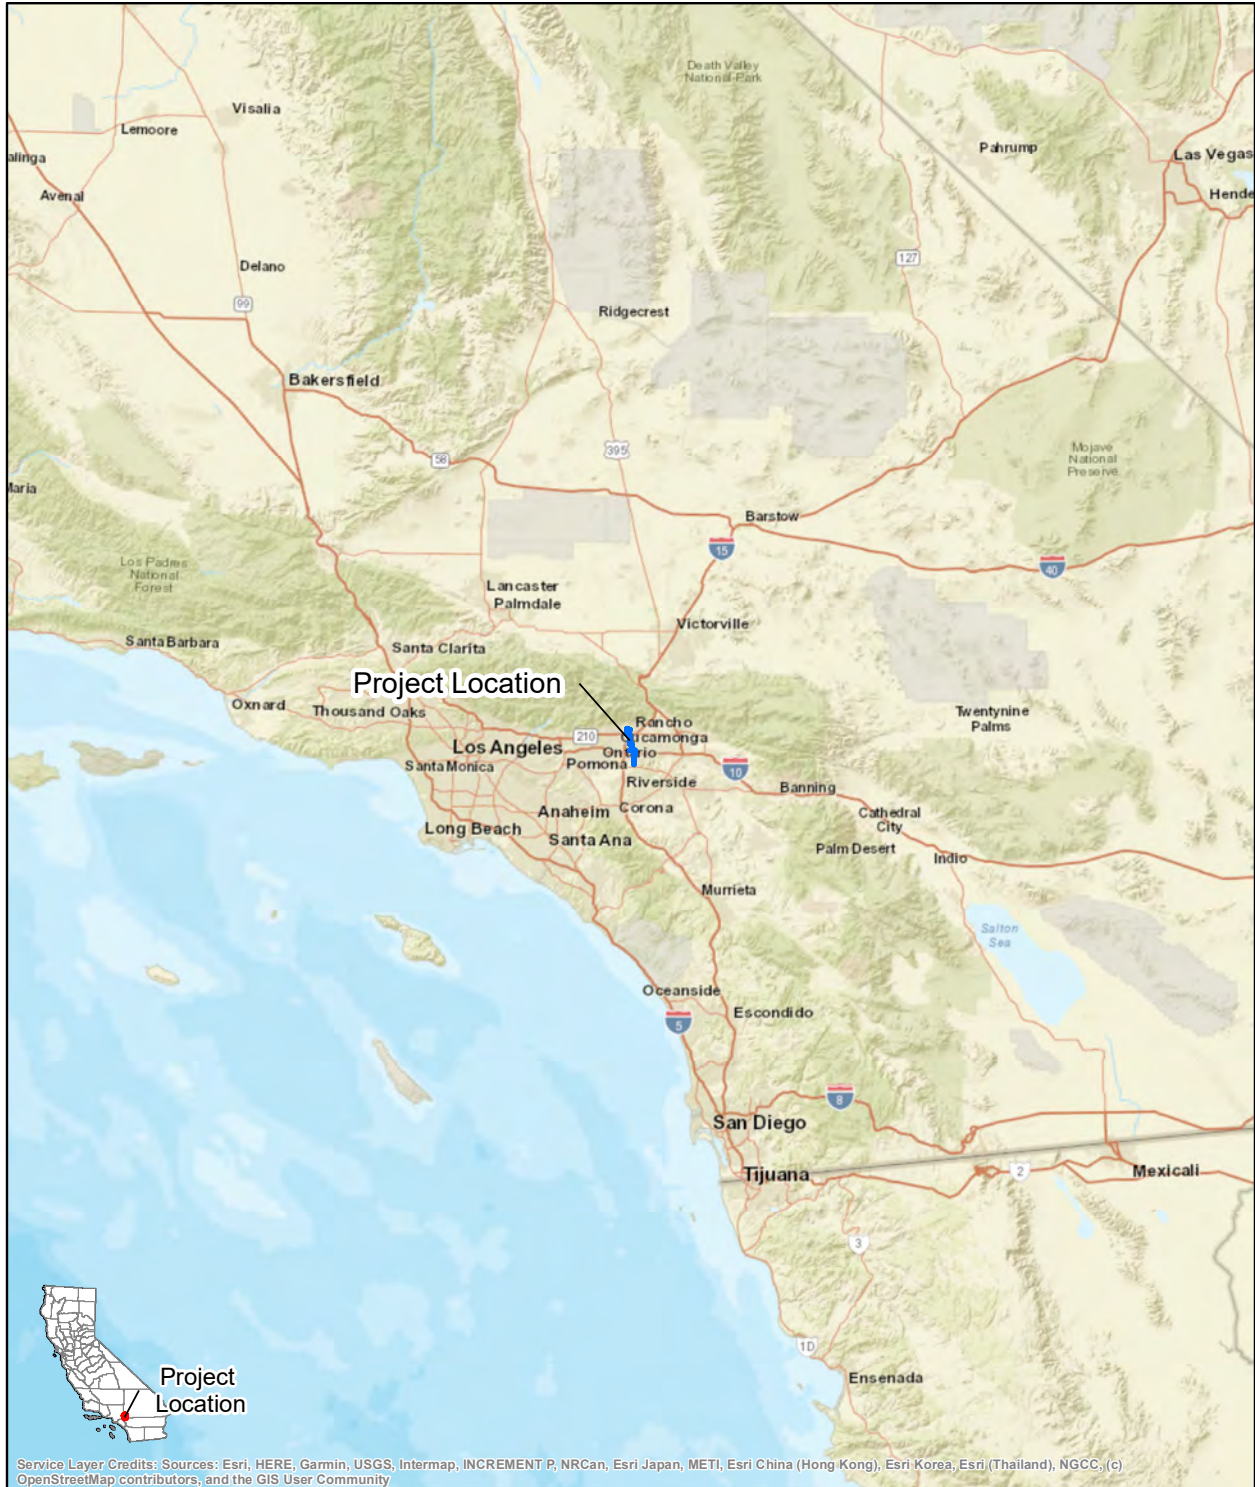 Death Valley
National Park
Visalia
Lemoore
Pahrump
alinga
Las Vegas
Avenal
Hende
Delano
127
99
Ridgecrest
Bakersfield
58
395
Mojave
National
Preserve
Maria
Barstow
15
40
Los Padres
National
Forest
Lancaster
Palmdale
Victorville
Santa Barbara
Santa Clarita
Project Location
Oxnard
Thousand Oaks
Rancho
Cucamonga
Twentynine
Palms
210
Los Angeles
Ontario
Santa Monica
Pomona
10
Riverside
Banning
Anaheim
Corona
Cathedral
City
Long Beach
Santa Ana
Palm Desert
Indio
Murrieta
Salton
Sea
Oceanside
Escondido
5
8
San Diego
Tijuana
2
Mexicali
3
1D
Ensenada
Project
Location
Service Layer Credits: Sources: Esri, HERE, Garmin, USGS, Intermap, INCREMENT P, NRCan, Esri Japan, METI, Esri China (Hong Kong), Esri Korea, Esri (Thailand), NGCC, (c)
OpenStreetMap contributors, and the GIS User Community